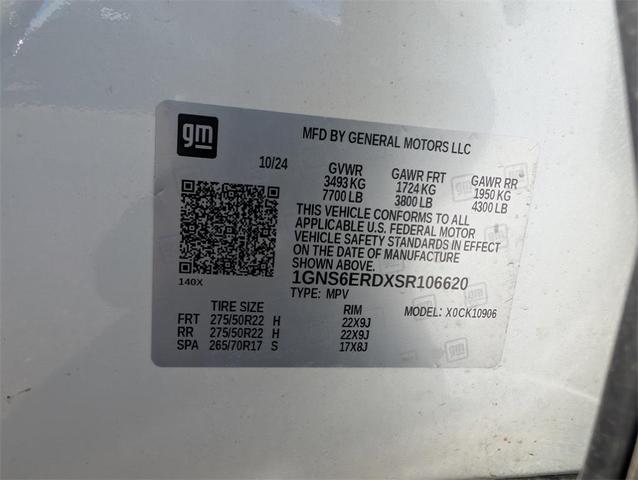 gm
MFD BY GENERAL MOTORS LLC
10/24 GVWR GAWR FRT GAWR RR
3493 KG 1724 KG 1950 KG
7700 LB 3800 LB 4300 LB
THIS VEHICLE CONFORMS TO ALL
APPLICABLE U.S. FEDERAL MOTOR
VEHICLE SAFETY STANDARDS IN EFFECT
ON THE DATE OF MANUFACTURE
SHOWN ABOVE.
140X 1GNS6ERDXSR106620
TYPE: MPV
TIRE SIZE RIM MODEL: X0CK10906
FRT 275/50R22 H 22X9J
RR 275/50R22 H 22X9J
SPA 265/70R17 S 17X8J